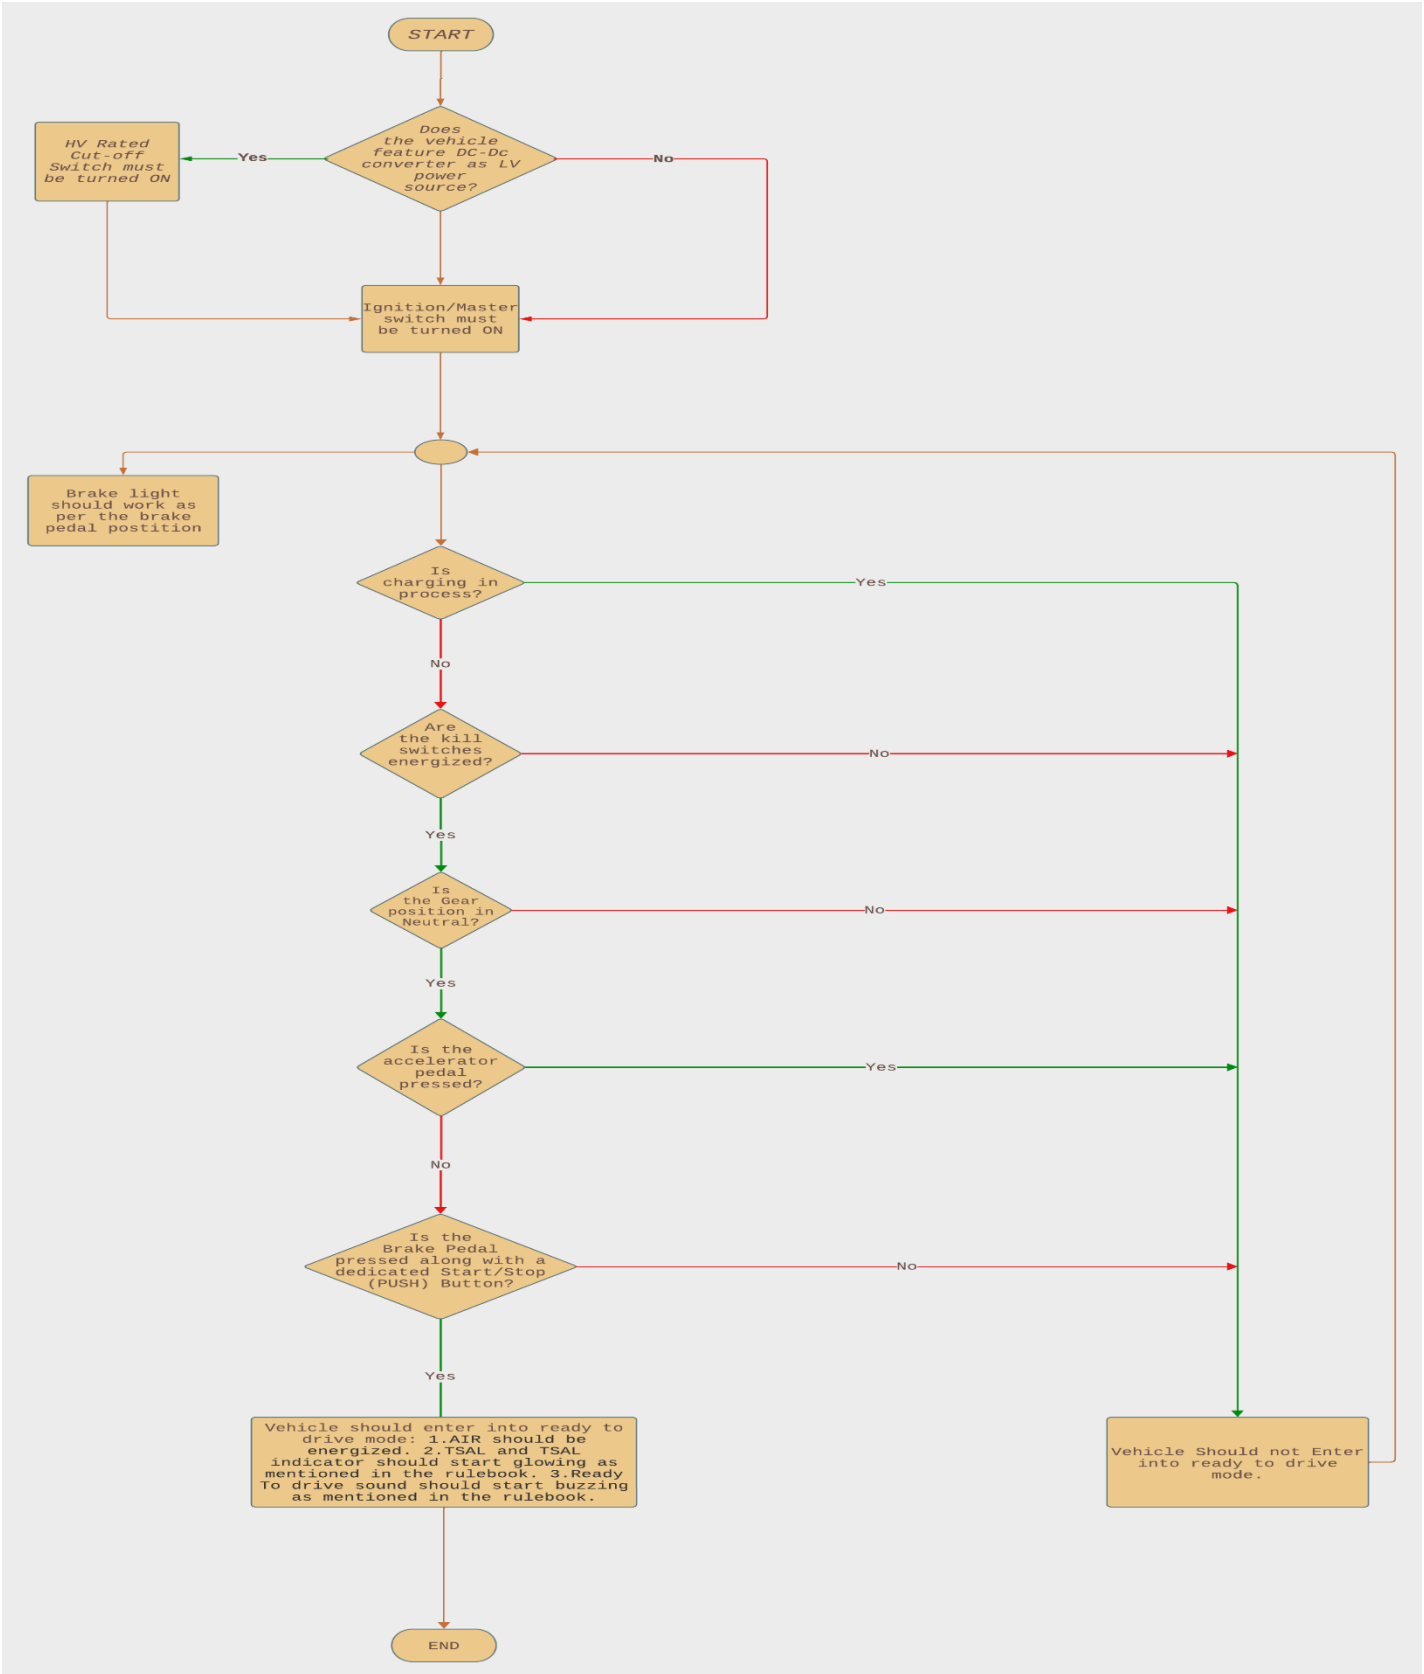 START
Does
the vehicle
feature DC-Dc
converter as LV
power
source?
Yes
No
HV Rated
Cut-off
Switch must
be turned ON
Ignition/Master
switch must
be turned ON
Brake light
should work as
per the brake
pedal postition
Is
charging in
process?
Yes
No
Are
the kill
switches
energized?
No
Yes
Is
the Gear
position in
Neutral?
No
Yes
Is the
accelerator
pedal
pressed?
Yes
No
Is the
Brake Pedal
pressed along with a
dedicated Start/Stop
(PUSH) Button?
No
Yes
Vehicle should enter into ready to
drive mode: 1.AIR should be
energized. 2.TSAL and TSAL
indicator should start glowing as
mentioned in the rulebook. 3.Ready
To drive sound should start buzzing
as mentioned in the rulebook.
Vehicle Should not Enter
into ready to drive
mode.
END